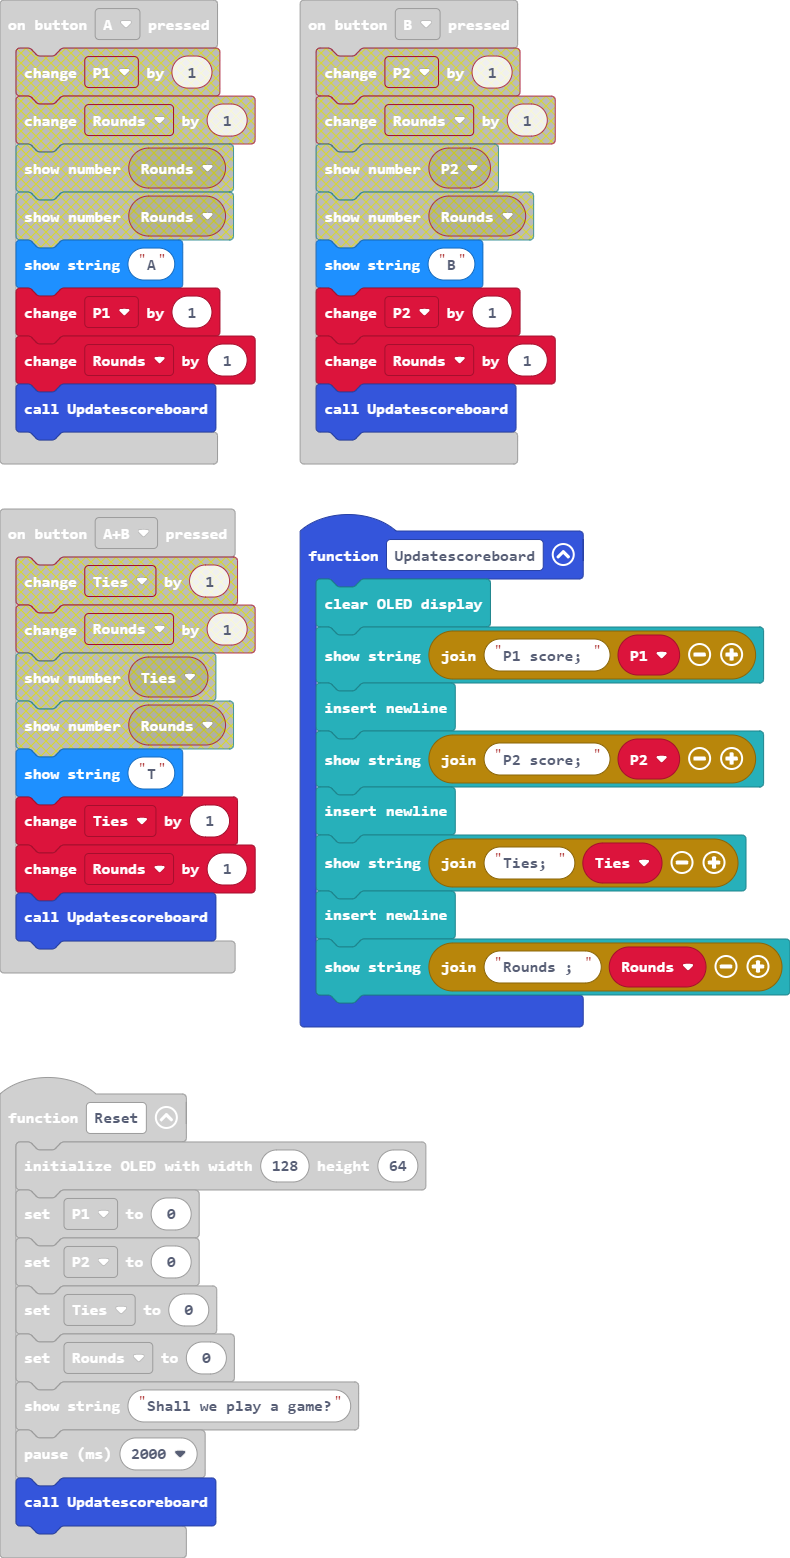 on button A pressed
change P1 by 1
change Rounds by 1
show number Rounds
show number Rounds
show string "A"
change P1 by 1
change Rounds by 1
call Updatescoreboard
on button B pressed
change P2 by 1
change Rounds by 1
show number P2
show number Rounds
show string "B"
change P2 by 1
change Rounds by 1
call Updatescoreboard
on button A+B pressed
change Ties by 1
change Rounds by 1
show number Ties
show number Rounds
show string "T"
change Ties by 1
change Rounds by 1
call Updatescoreboard
function Updatescoreboard
clear OLED display
show string join "P1 score; " P1
insert newline
show string join "P2 score; " P2
insert newline
show string join "Ties; " Ties
insert newline
show string join "Rounds ; " Rounds
function Reset
initialize OLED with width 128 height 64
set P1 to 0
set P2 to 0
set Ties to 0
set Rounds to 0
show string "Shall we play a game?"
pause (ms) 2000
call Updatescoreboard